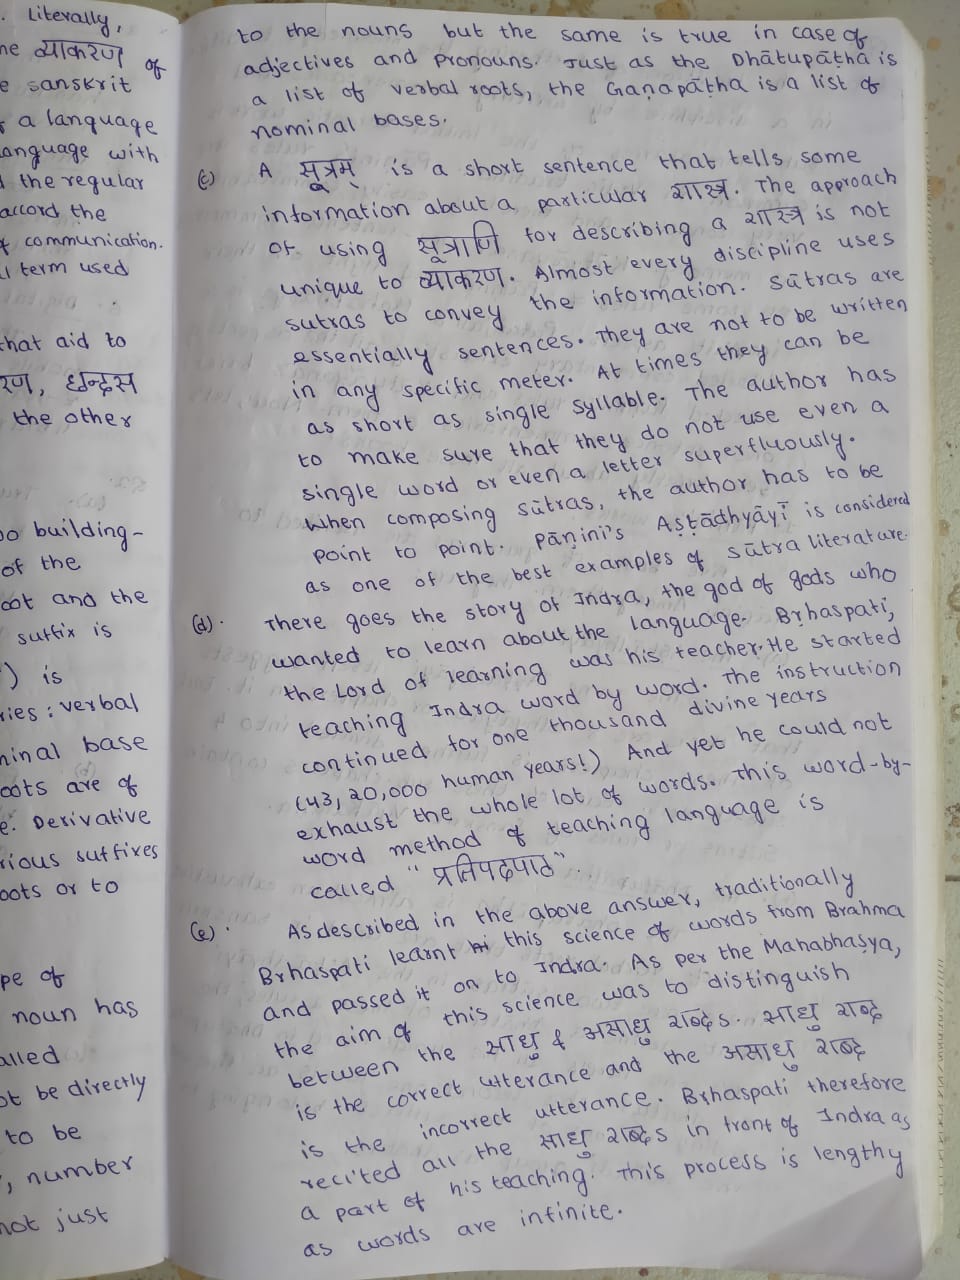 . Literally,
ne व्याकरण of
e sanskrit
r a language
anguage with
d the regular
accord the
f communication.
l term used
that aid to
रण, छन्द्रस
the other
o building-
of the
oot and the
suffix is
) is
ries : verbal
ninal base
oots are of
e. Derivative
rious suffixes
oots or to
pe of
noun has
alled
ot be directly
to be
, number
not just
to the nouns but the same is true in case of
adjectives and pronouns. Just as the Dhātupāṭha is
a list of verbal roots, the Gaṇapāṭha is a list of
nominal bases.
(c) A सूत्रम् is a short sentence that tells some
information about a particular शास्त्र. The approach
of using सूत्राणि for describing a शास्त्र is not
unique to व्याकरण. Almost every discipline uses
sutras to convey the information. sūtras are
essentially sentences. They are not to be written
in any specific meter. At times they can be
as short as single syllable. The author has
to make sure that they do not use even a
single word or even a letter superfluously.
When composing sūtras, the author has to be
point to point. pāṇini's Aṣṭādhyāyī is considered
as one of the best examples of sūtra literature.
(d). There goes the story of Indra, the god of gods who
wanted to learn about the language. Bṛhaspati,
the Lord of learning was his teacher. He started
teaching Indra word by word. The instruction
continued for one thousand divine years
(43,20,000 human years!) And yet he could not
exhaust the whole lot of words. This word-by-
word method of teaching language is
called "प्रतिपदपाठ".
(e). As described in the above answer, traditionally
Bṛhaspati learnt this science of words from Brahma
and passed it on to Indra. As per the Mahabhaṣya,
the aim of this science was to distinguish
between the साधु & असाधु शब्दs. साधु शब्द
is the correct utterance and the असाधु शब्द
is the incorrect utterance. Bṛhaspati therefore
recited all the साधु शब्दs in front of Indra as
a part of his teaching. This process is lengthy
as words are infinite.